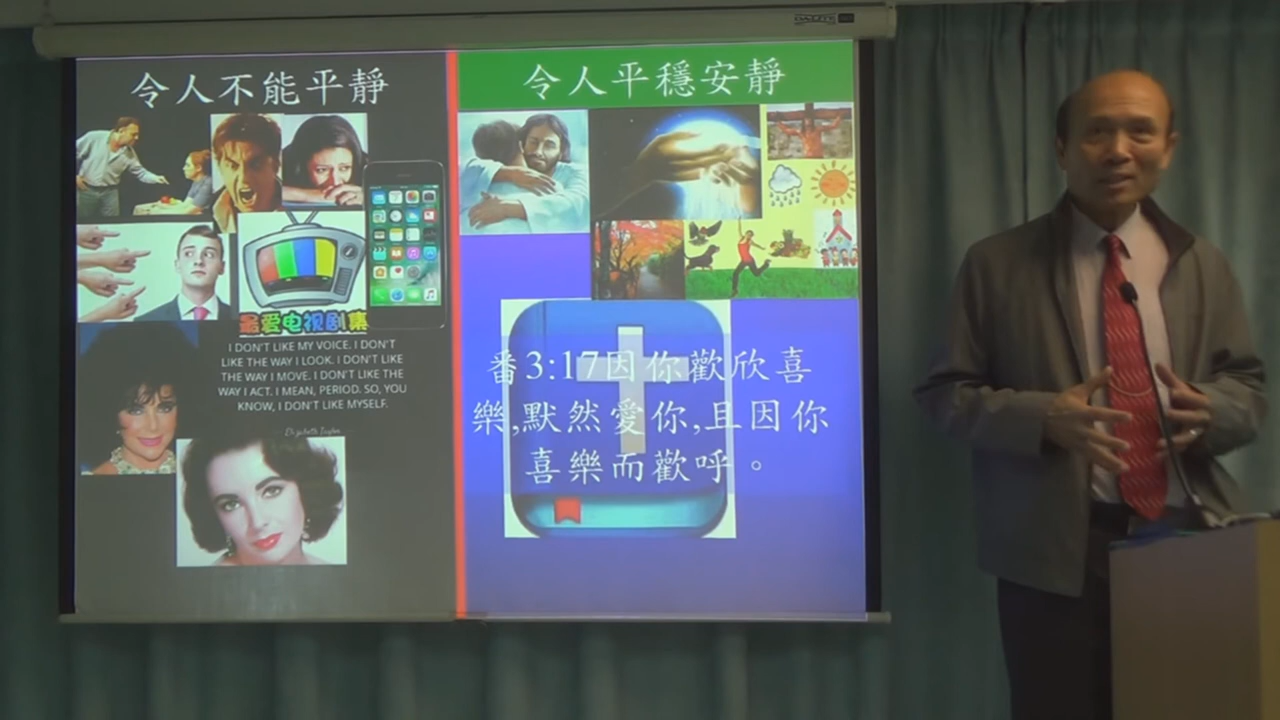 令人不能平靜
令人平穩安靜
最爱电视剧集
I DON'T LIKE MY VOICE. I DON'T
LIKE THE WAY I LOOK. I DON'T LIKE
THE WAY I MOVE. I DON'T LIKE THE
WAY I ACT. I MEAN, PERIOD. SO, YOU
KNOW, I DON'T LIKE MYSELF.
Elizabeth Taylor
番3:17因你歡欣喜
樂,默然愛你,且因你
喜樂而歡呼。